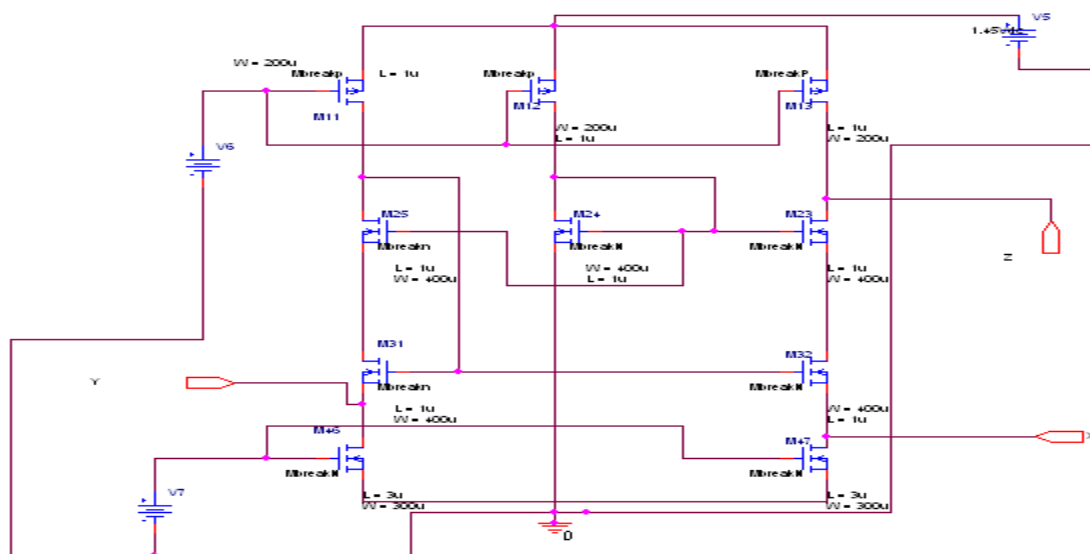 V5
1.45Vdc
W = 200u
Mbreakp
L = 1u
Mbreakp
MbreakP
M11
M12
M13
W = 200u
L = 1u
L = 1u
W = 200u
V6
M25
M24
M23
Mbreakn
MbreakN
MbreakN
L = 1u
W = 400u
W = 400u
L = 1u
L = 1u
W = 400u
Z
M31
M32
Y
Mbreakn
MbreakN
L = 1u
W = 400u
W = 400u
L = 1u
M46
M47
X
MbreakN
MbreakN
V7
L = 3u
W = 300u
L = 3u
W = 300u
0